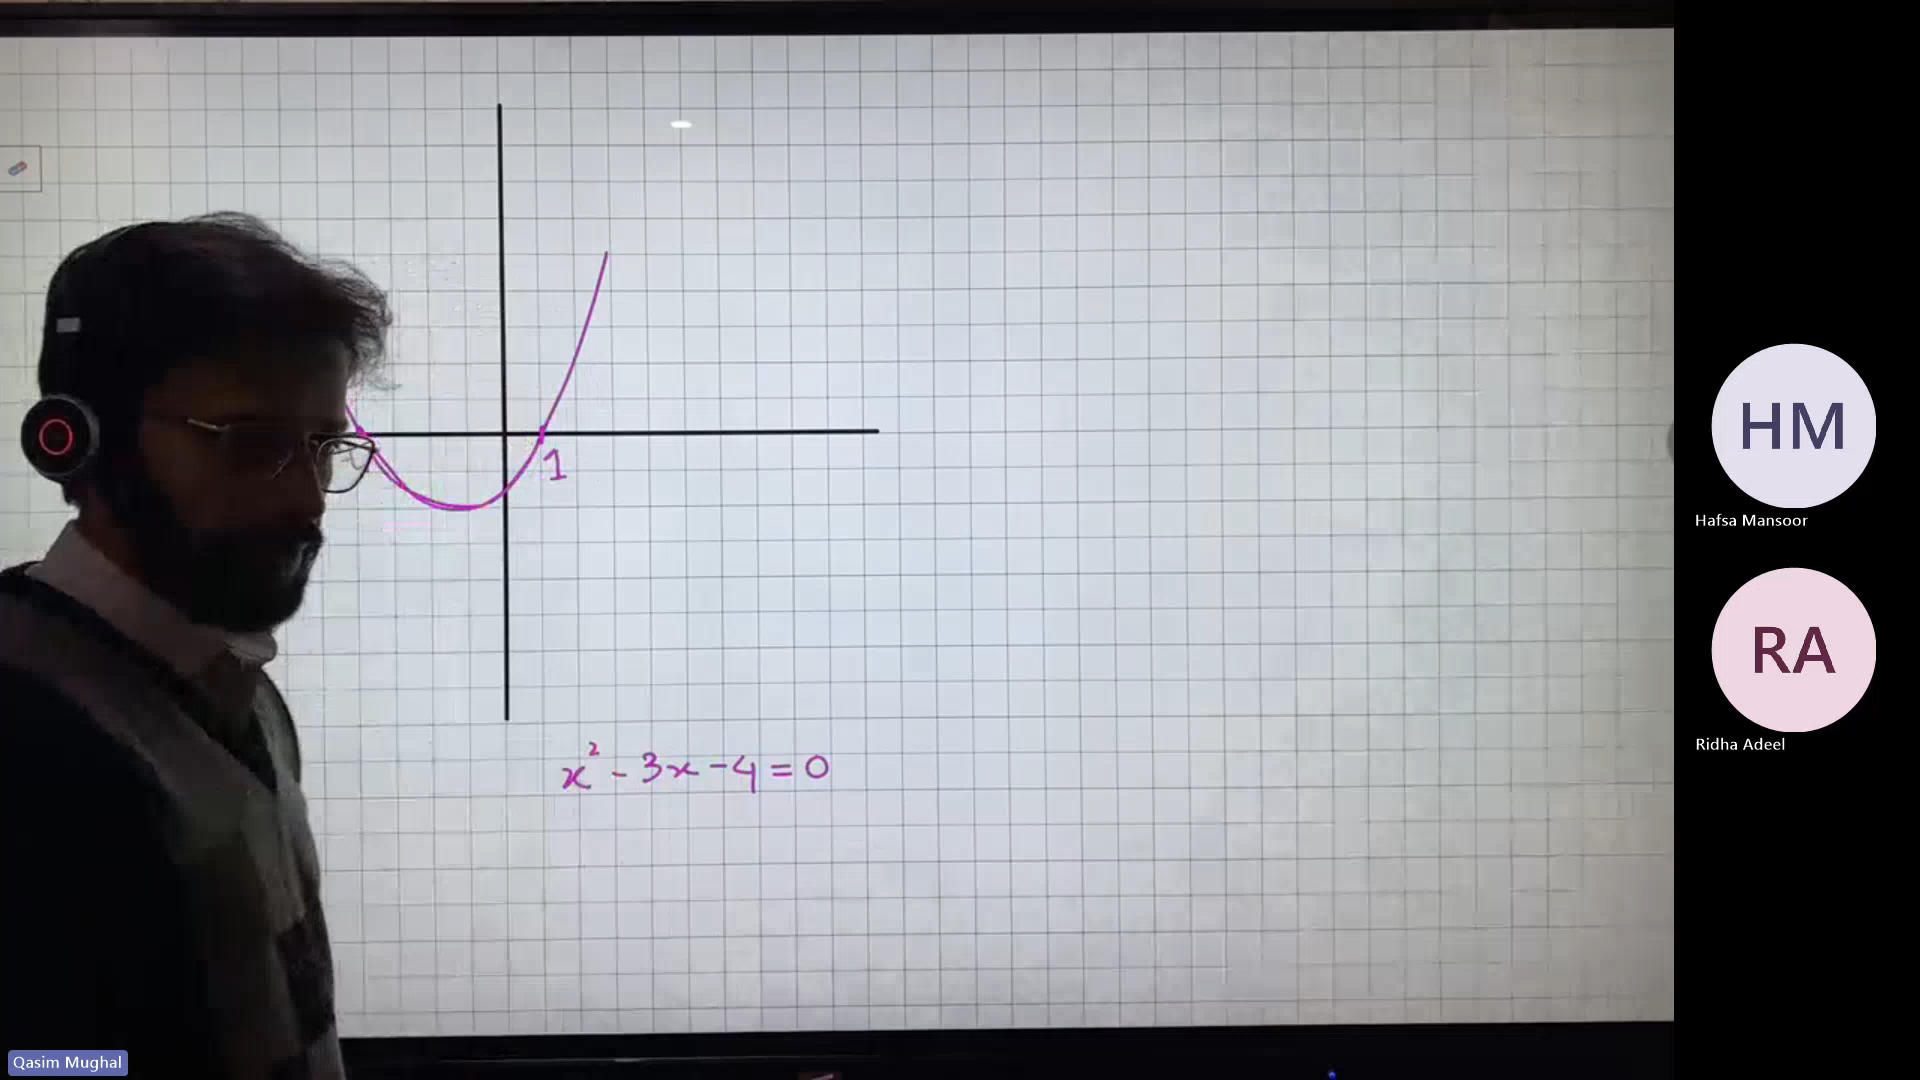 1
x² - 3x - 4 = 0
HM
Hafsa Mansoor
RA
Ridha Adeel
Qasim Mughal